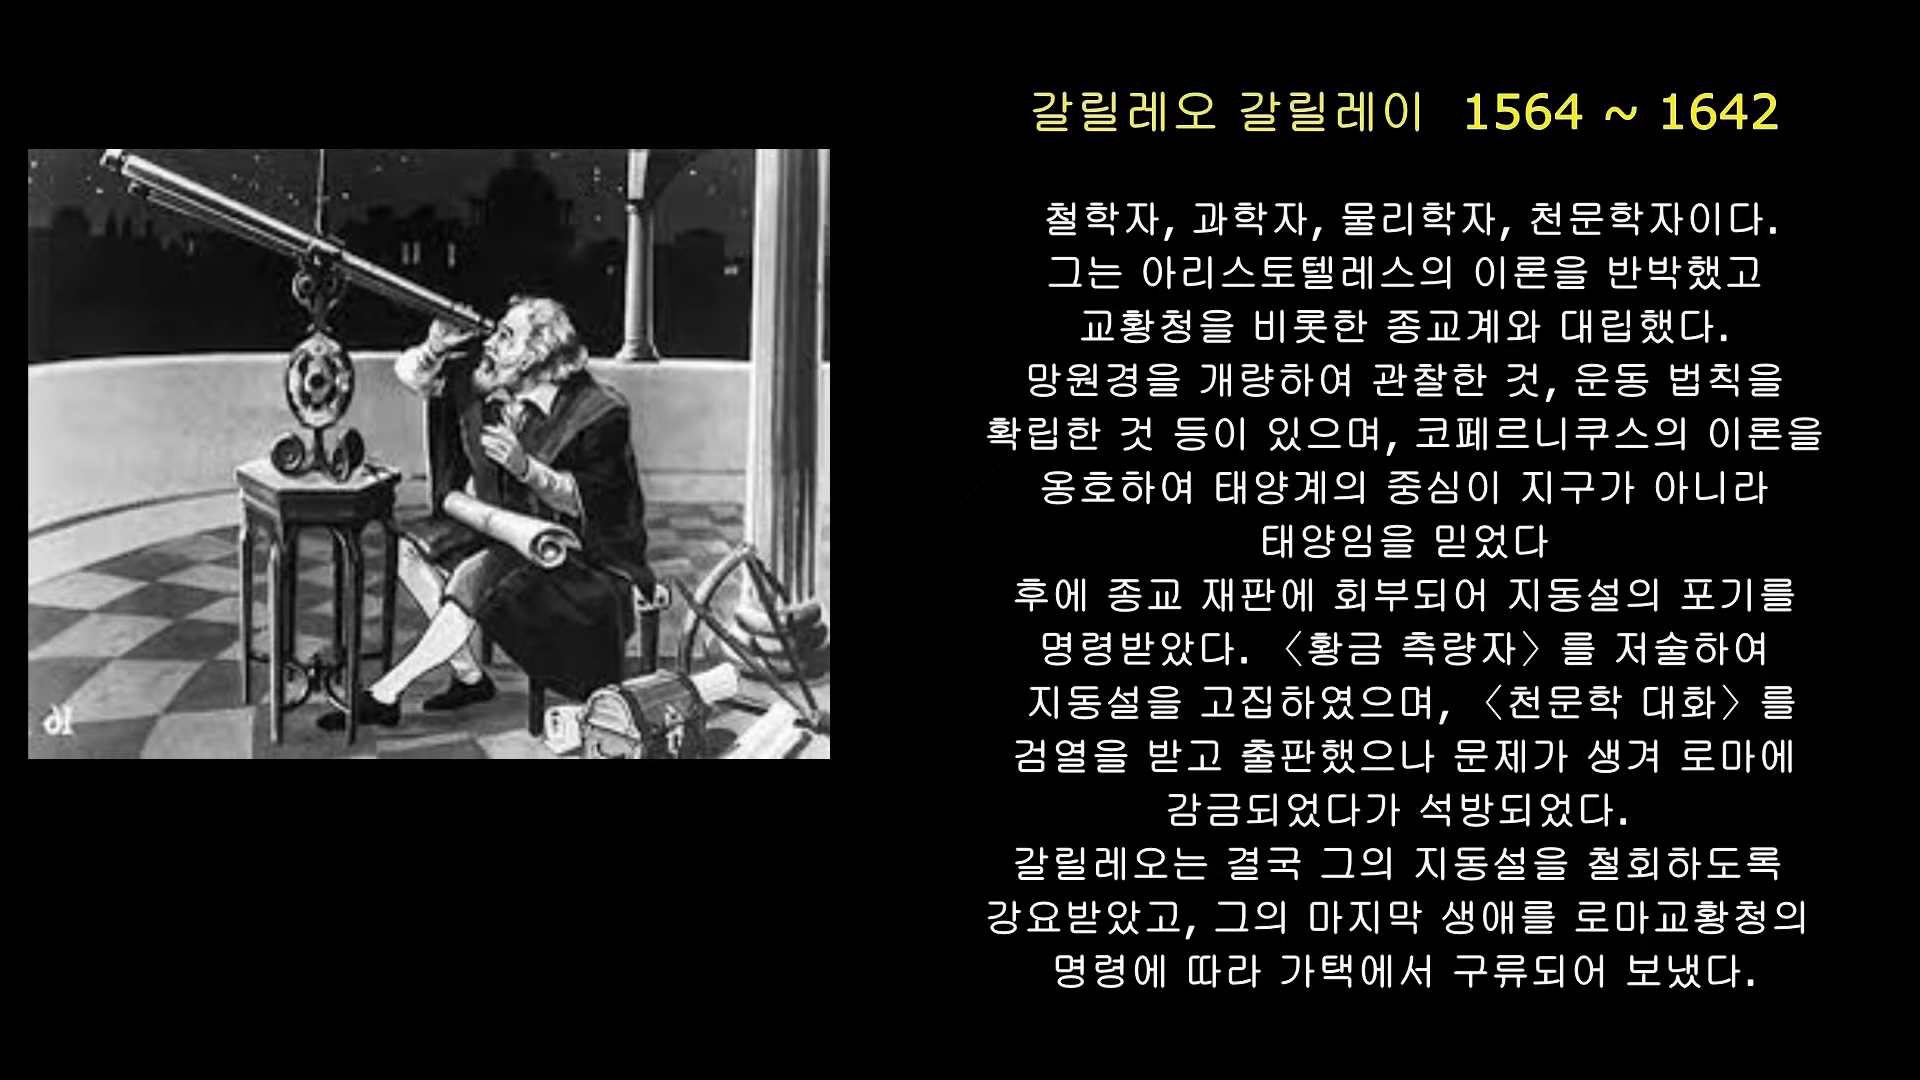 갈릴레오 갈릴레이 1564 ~ 1642
철학자, 과학자, 물리학자, 천문학자이다.
그는 아리스토텔레스의 이론을 반박했고
교황청을 비롯한 종교계와 대립했다.
망원경을 개량하여 관찰한 것, 운동 법칙을
확립한 것 등이 있으며, 코페르니쿠스의 이론을
옹호하여 태양계의 중심이 지구가 아니라
태양임을 믿었다
후에 종교 재판에 회부되어 지동설의 포기를
명령받았다. 〈황금 측량자〉를 저술하여
지동설을 고집하였으며, 〈천문학 대화〉를
검열을 받고 출판했으나 문제가 생겨 로마에
감금되었다가 석방되었다.
갈릴레오는 결국 그의 지동설을 철회하도록
강요받았고, 그의 마지막 생애를 로마교황청의
명령에 따라 가택에서 구류되어 보냈다.